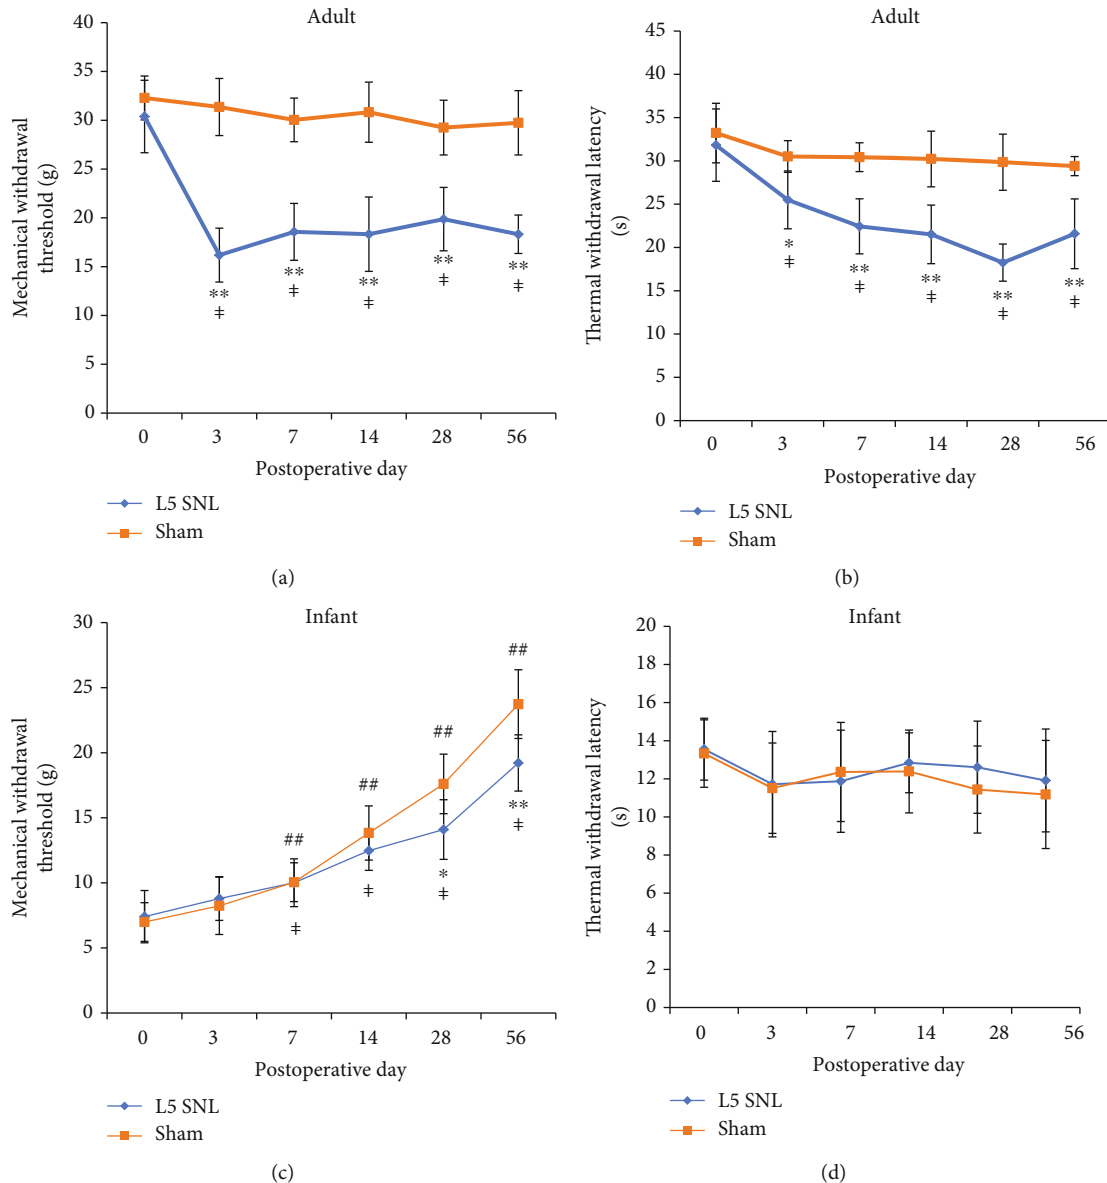 Adult
Mechanical withdrawal
threshold (g)
40
35
30
25
20
15
10
5
0
**
‡
**
‡
**
‡
**
‡
**
‡
0 3 7 14 28 56
Postoperative day
L5 SNL
Sham
(a)
Adult
Thermal withdrawal latency
(s)
45
40
35
30
25
20
15
10
5
0
*
‡
**
‡
**
‡
**
‡
**
‡
0 3 7 14 28 56
Postoperative day
L5 SNL
Sham
(b)
Infant
Mechanical withdrawal
threshold (g)
30
25
20
15
10
5
0
##
##
##
##
‡
‡
*
‡
**
‡
0 3 7 14 28 56
Postoperative day
L5 SNL
Sham
(c)
Infant
Thermal withdrawal latency
(s)
20
18
16
14
12
10
8
6
4
2
0
0 3 7 14 28 56
Postoperative day
L5 SNL
Sham
(d)